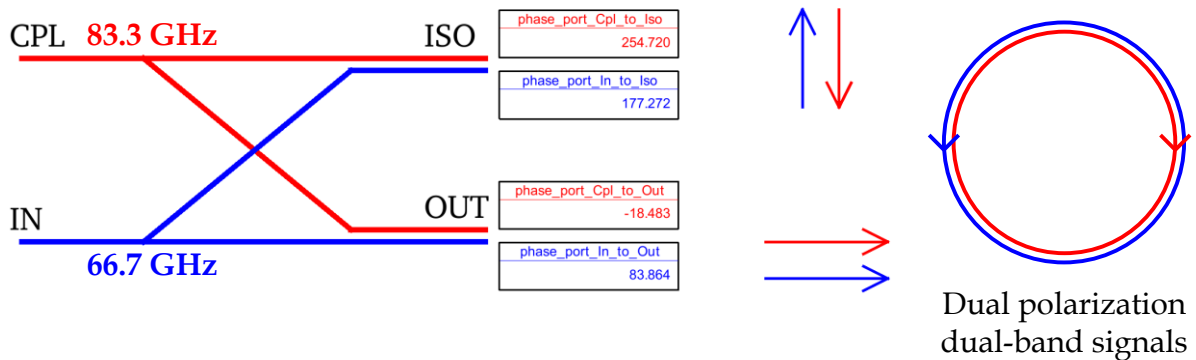 CPL 83.3 GHz ISO
phase_port_Cpl_to_Iso
254.720
phase_port_In_to_Iso
177.272
IN
66.7 GHz
OUT
phase_port_Cpl_to_Out
-18.483
phase_port_In_to_Out
83.864
Dual polarization
dual-band signals